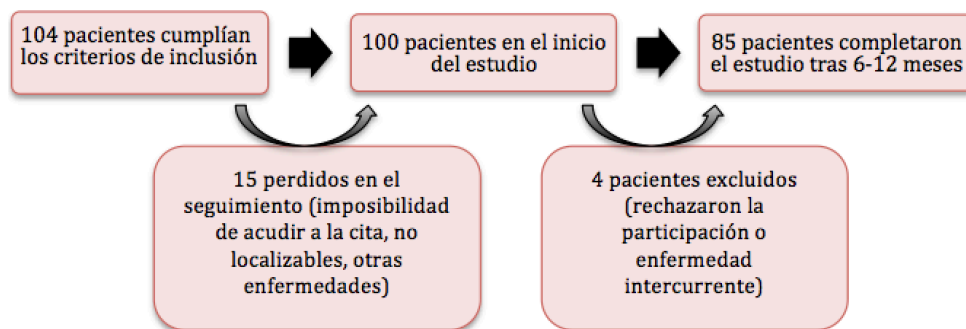 104 pacientes cumplían
los criterios de inclusión
100 pacientes en el inicio
del estudio
85 pacientes completaron
el estudio tras 6-12 meses
15 perdidos en el
seguimiento (imposibilidad
de acudir a la cita, no
localizables, otras
enfermedades)
4 pacientes excluidos
(rechazaron la
participación o
enfermedad
intercurrente)